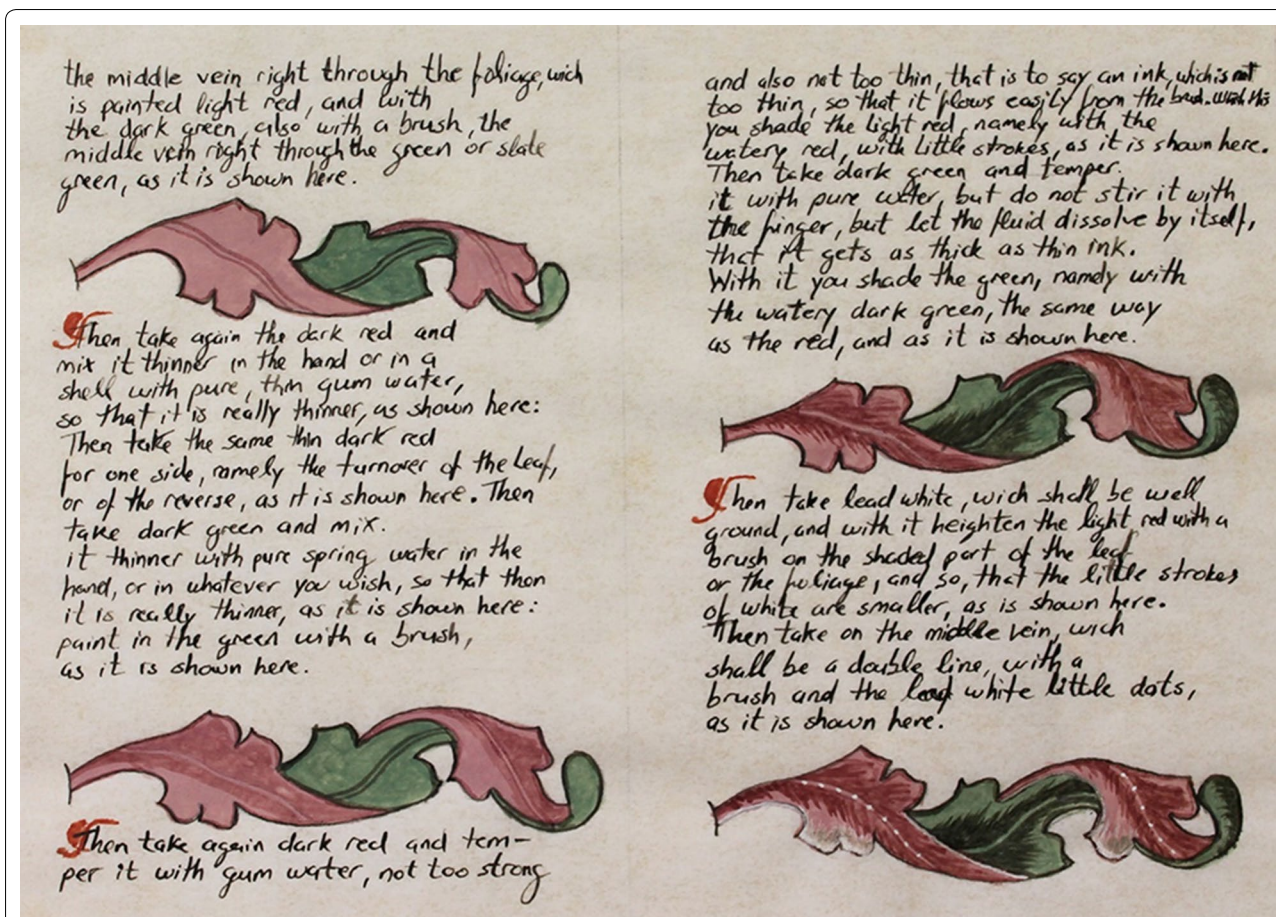 the middle vein right through the foliage, wich
is painted light red, and with
the dark green, also with a brush, the
middle vein right through the green or slate
green, as it is shown here.
Then take again the dark red and
mix it thinner in the hand or in a
shell with pure, thin gum water,
so that it is really thinner, as shown here:
Then take the same thin dark red
for one side, namely the turnover of the leaf,
or of the reverse, as it is shown here. Then
take dark green and mix.
it thinner with pure spring water in the
hand, or in whatever you wish, so that thon
it is really thinner, as it is shown here:
paint in the green with a brush,
as it is shown here.
Then take again dark red and tem-
per it with gum water, not too strong
and also not too thin, that is to say an ink, wich is not
too thin, so that it flows easily from the brush. With this
you shade the light red, namely with the
watery red, with little strokes, as it is shown here.
Then take dark green and temper.
it with pure water, but do not stir it with
the finger, but let the fluid dissolve by itself,
that it gets as thick as thin ink.
With it you shade the green, namely with
the watery dark green, the same way
as the red, and as it is shown here.
Then take lead white, wich shall be well
ground, and with it heighten the light red with a
brush on the shaded part of the leaf
or the foliage, and so, that the little strokes
of white are smaller, as is shown here.
Then take on the middle vein, wich
shall be a double line, with a
brush and the lead white little dots,
as it is shown here.